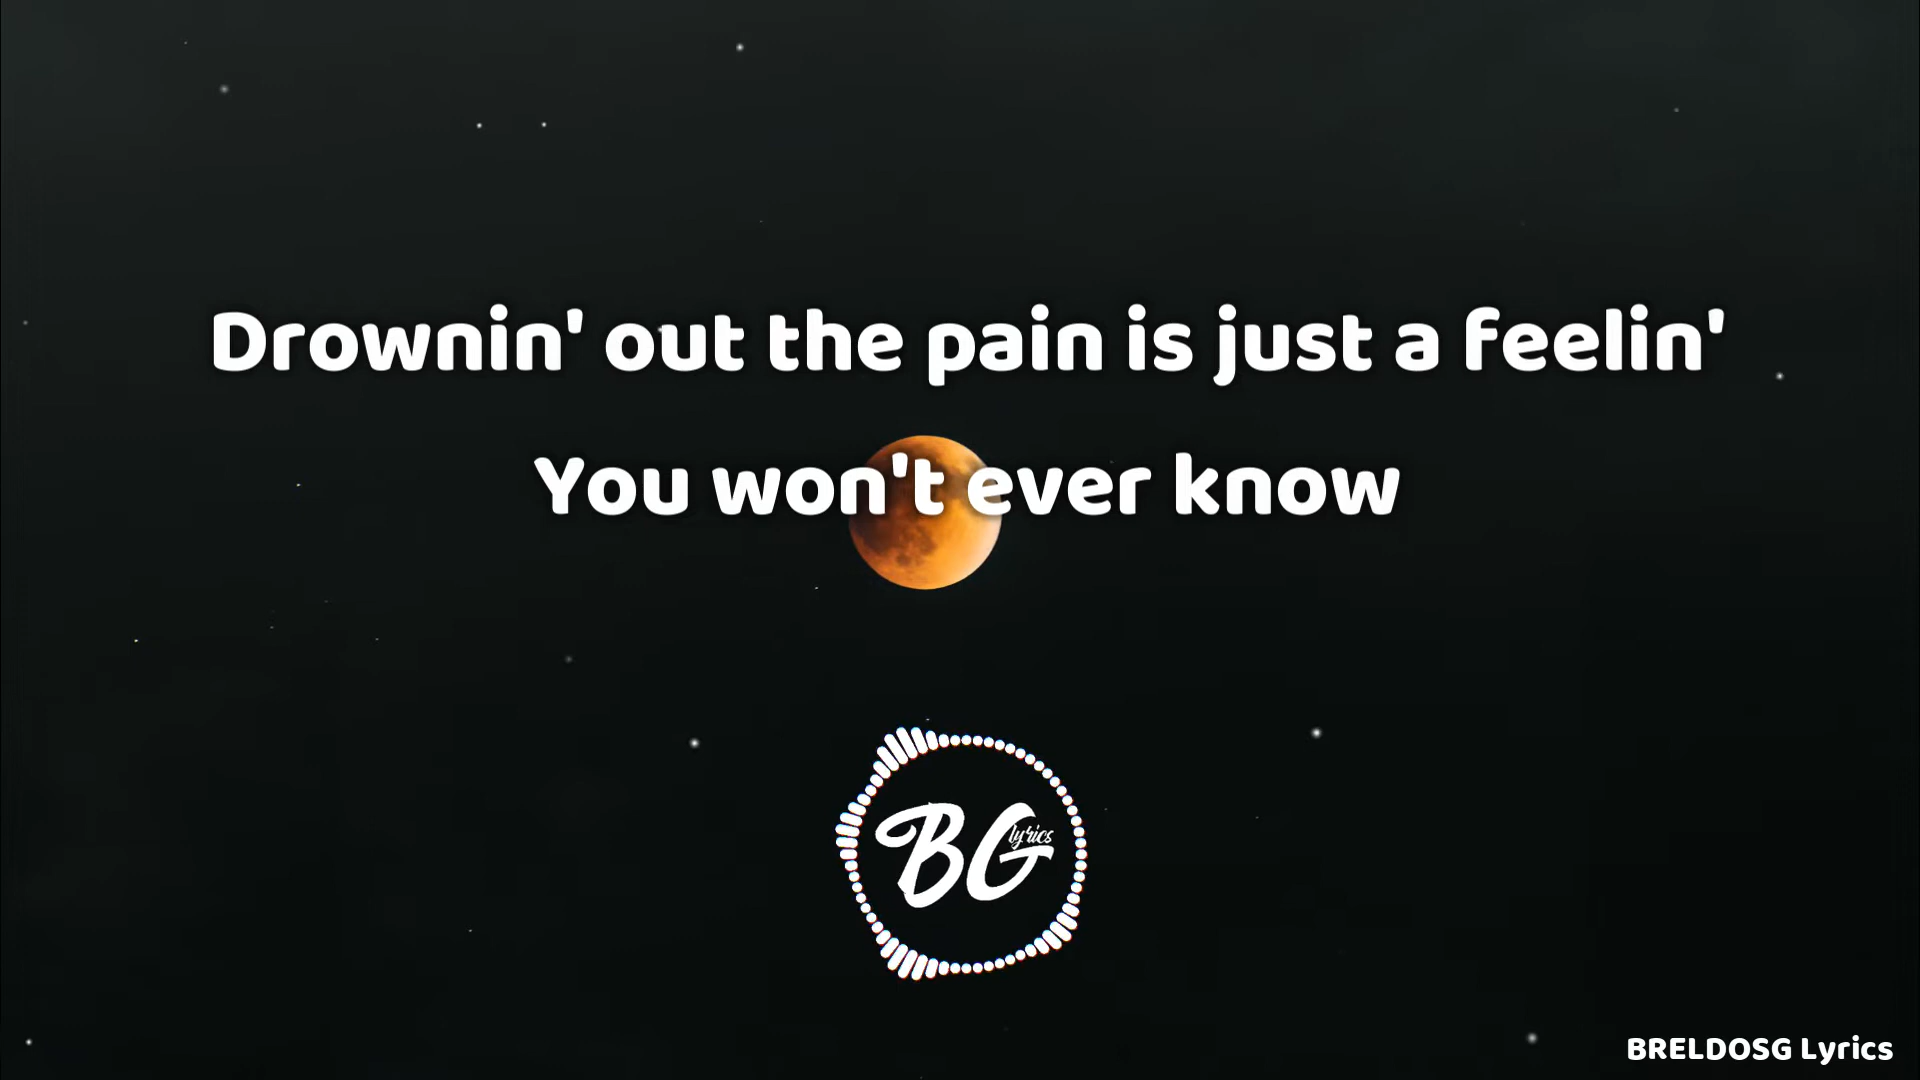 Drownin' out the pain is just a feelin'
You won't ever know
BG
lyrics
BRELDOSG Lyrics